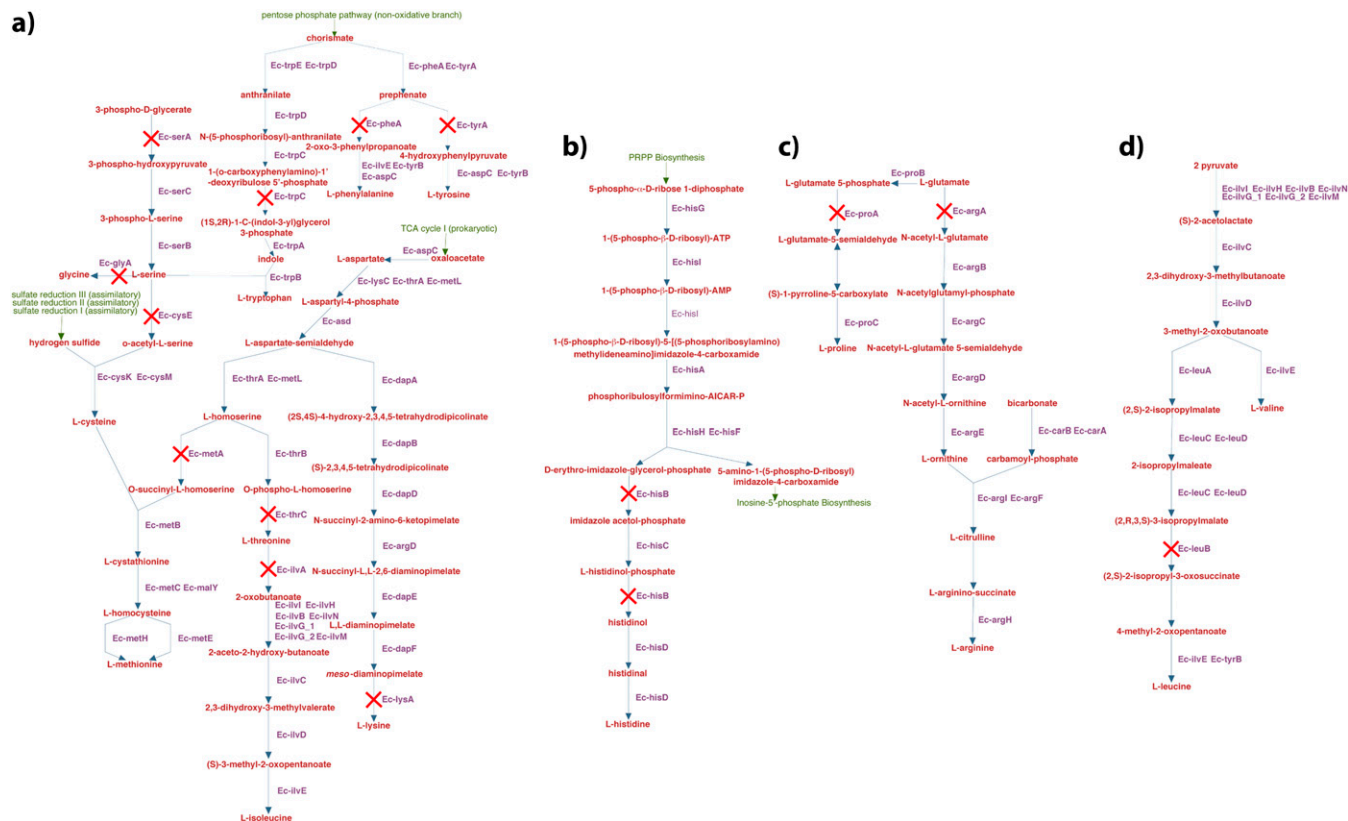 a)
pentose phosphate pathway (non-oxidative branch)
chorismate
Ec-trpE Ec-trpD
Ec-pheA Ec-tyrA
anthranilate
prephenate
3-phospho-D-glycerate
Ec-trpD
Ec-pheA
Ec-tyrA
Ec-serA
N-(5-phosphoribosyl)-anthranilate
2-oxo-3-phenylpropanoate
4-hydroxyphenylpyruvate
Ec-trpC
3-phospho-hydroxypyruvate
Ec-ilvE Ec-tyrB
Ec-aspC
Ec-aspC Ec-tyrB
1-(o-carboxyphenylamino)-1'
-deoxyribulose 5'-phosphate
Ec-serC
L-phenylalanine
L-tyrosine
Ec-trpC
3-phospho-L-serine
(1S,2R)-1-C-(indol-3-yl)glycerol
3-phosphate
TCA cycle I (prokaryotic)
Ec-serB
Ec-trpA
Ec-aspC
indole
L-aspartate
oxaloacetate
Ec-glyA
glycine
L-serine
Ec-trpB
Ec-lysC Ec-thrA Ec-metL
L-tryptophan
L-aspartyl-4-phosphate
sulfate reduction III (assimilatory)
sulfate reduction II (assimilatory)
sulfate reduction I (assimilatory)
Ec-cysE
Ec-asd
hydrogen sulfide
o-acetyl-L-serine
L-aspartate-semialdehyde
Ec-cysK Ec-cysM
Ec-thrA Ec-metL
Ec-dapA
L-cysteine
L-homoserine
(2S,4S)-4-hydroxy-2,3,4,5-tetrahydrodipicolinate
Ec-metA
Ec-thrB
Ec-dapB
(S)-2,3,4,5-tetrahydrodipicolinate
O-succinyl-L-homoserine
O-phospho-L-homoserine
Ec-dapD
Ec-metB
Ec-thrC
N-succinyl-2-amino-6-ketopimelate
L-threonine
Ec-argD
L-cystathionine
Ec-ilvA
N-succinyl-L,L-2,6-diaminopimelate
Ec-metC Ec-malY
2-oxobutanoate
Ec-dapE
L-homocysteine
Ec-ilvI Ec-ilvH
Ec-ilvB Ec-ilvN
Ec-ilvG_1
Ec-ilvG_2 Ec-ilvM
L,L-diaminopimelate
Ec-metH
Ec-metE
Ec-dapF
L-methionine
2-aceto-2-hydroxy-butanoate
meso-diaminopimelate
Ec-ilvC
Ec-lysA
2,3-dihydroxy-3-methylvalerate
L-lysine
Ec-ilvD
(S)-3-methyl-2-oxopentanoate
Ec-ilvE
L-isoleucine
b)
PRPP Biosynthesis
5-phospho-α-D-ribose 1-diphosphate
Ec-hisG
1-(5-phospho-β-D-ribosyl)-ATP
Ec-hisI
1-(5-phospho-β-D-ribosyl)-AMP
Ec-hisI
1-(5-phospho-β-D-ribosyl)-5-[(5-phosphoribosylamino)
methylideneamino]imidazole-4-carboxamide
Ec-hisA
phosphoribulosylformimino-AICAR-P
Ec-hisH Ec-hisF
D-erythro-imidazole-glycerol-phosphate
5-amino-1-(5-phospho-D-ribosyl)
imidazole-4-carboxamide
Ec-hisB
Inosine-5'-phosphate Biosynthesis
imidazole acetol-phosphate
Ec-hisC
L-histidinol-phosphate
Ec-hisB
histidinol
Ec-hisD
histidinal
Ec-hisD
L-histidine
c)
Ec-proB
L-glutamate 5-phosphate
L-glutamate
Ec-proA
Ec-argA
L-glutamate-5-semialdehyde
N-acetyl-L-glutamate
Ec-argB
(S)-1-pyrroline-5-carboxylate
N-acetylglutamyl-phosphate
Ec-proC
Ec-argC
L-proline
N-acetyl-L-glutamate 5-semialdehyde
Ec-argD
N-acetyl-L-ornithine
bicarbonate
Ec-argE
Ec-carB Ec-carA
L-ornithine
carbamoyl-phosphate
Ec-argI Ec-argF
L-citrulline
L-arginino-succinate
Ec-argH
L-arginine
d)
2 pyruvate
Ec-ilvI Ec-ilvH Ec-ilvB Ec-ilvN
Ec-ilvG_1 Ec-ilvG_2 Ec-ilvM
(S)-2-acetolactate
Ec-ilvC
2,3-dihydroxy-3-methylbutanoate
Ec-ilvD
3-methyl-2-oxobutanoate
Ec-leuA
Ec-ilvE
(2,S)-2-isopropylmalate
L-valine
Ec-leuC Ec-leuD
2-isopropylmaleate
Ec-leuC Ec-leuD
(2,R,3,S)-3-isopropylmalate
Ec-leuB
(2,S)-2-isopropyl-3-oxosuccinate
4-methyl-2-oxopentanoate
Ec-ilvE Ec-tyrB
L-leucine